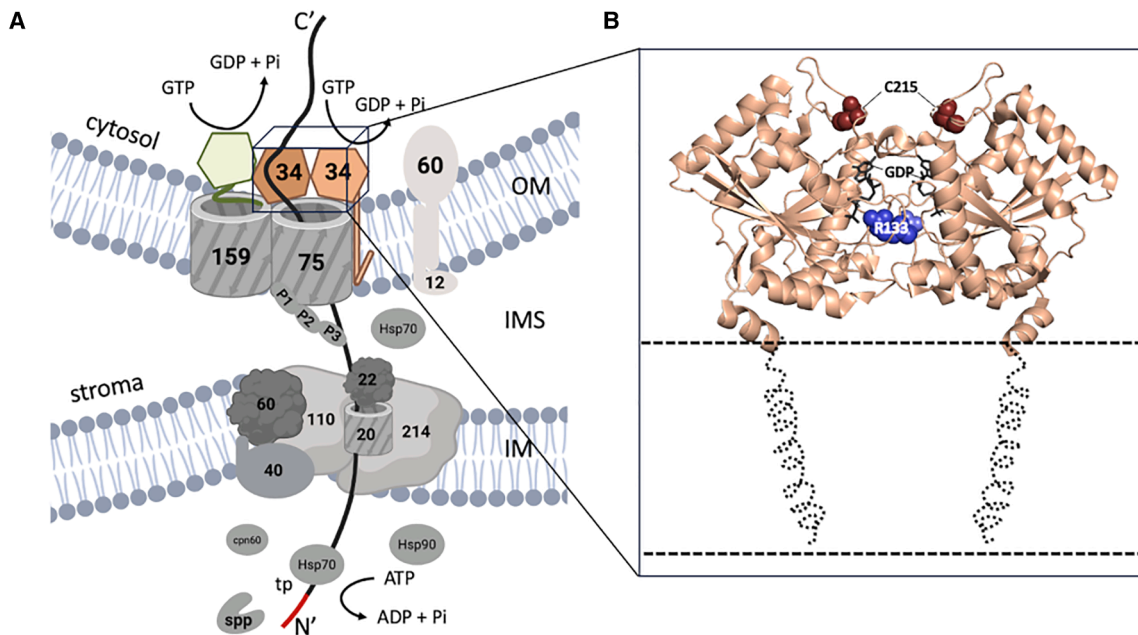 A
B
C'
GDP + Pi
GTP
GTP
GDP + Pi
cytosol
34
34
60
OM
159
75
12
P1
P2
P3
Hsp70
IMS
stroma
22
60
110
20
214
IM
40
cpn60
Hsp90
Hsp70
tp
ATP
spp
N'
ADP + Pi
C215
GDP
R133